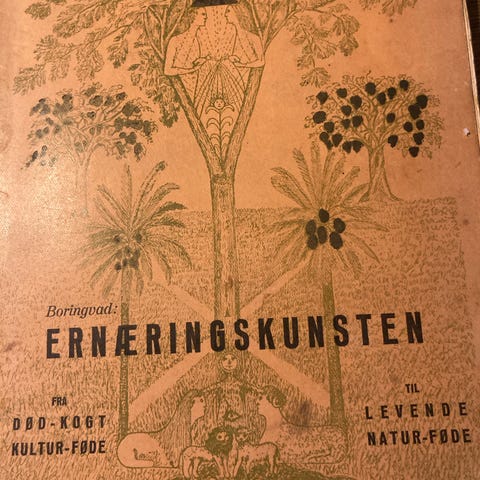 Boringvad:
ERNÆRINGSKUNSTEN
FRA
DØD-KOGT
KULTUR-FØDE
TIL
LEVENDE
NATUR-FØDE